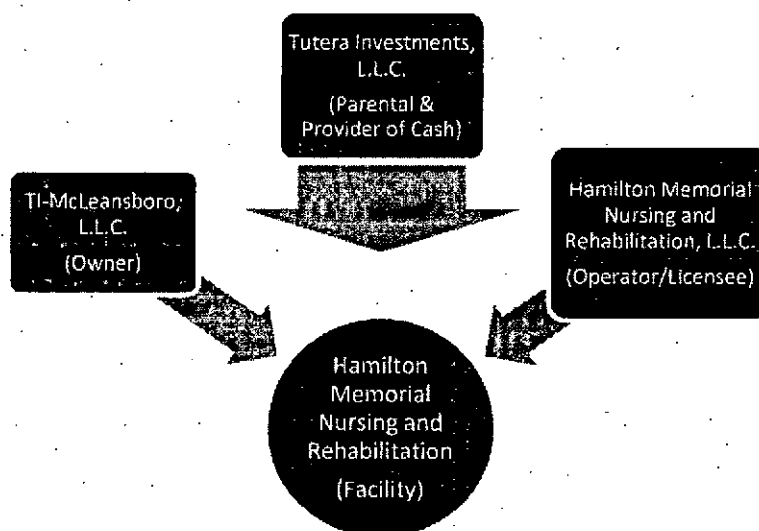 Tutera Investments,
L.L.C.
(Parental &
Provider of Cash)
TI-McLeansboro,
L.L.C.
(Owner)
Hamilton Memorial
Nursing and
Rehabilitation, L.L.C.
(Operator/Licensee)
Hamilton
Memorial
Nursing and
Rehabilitation
(Facility)